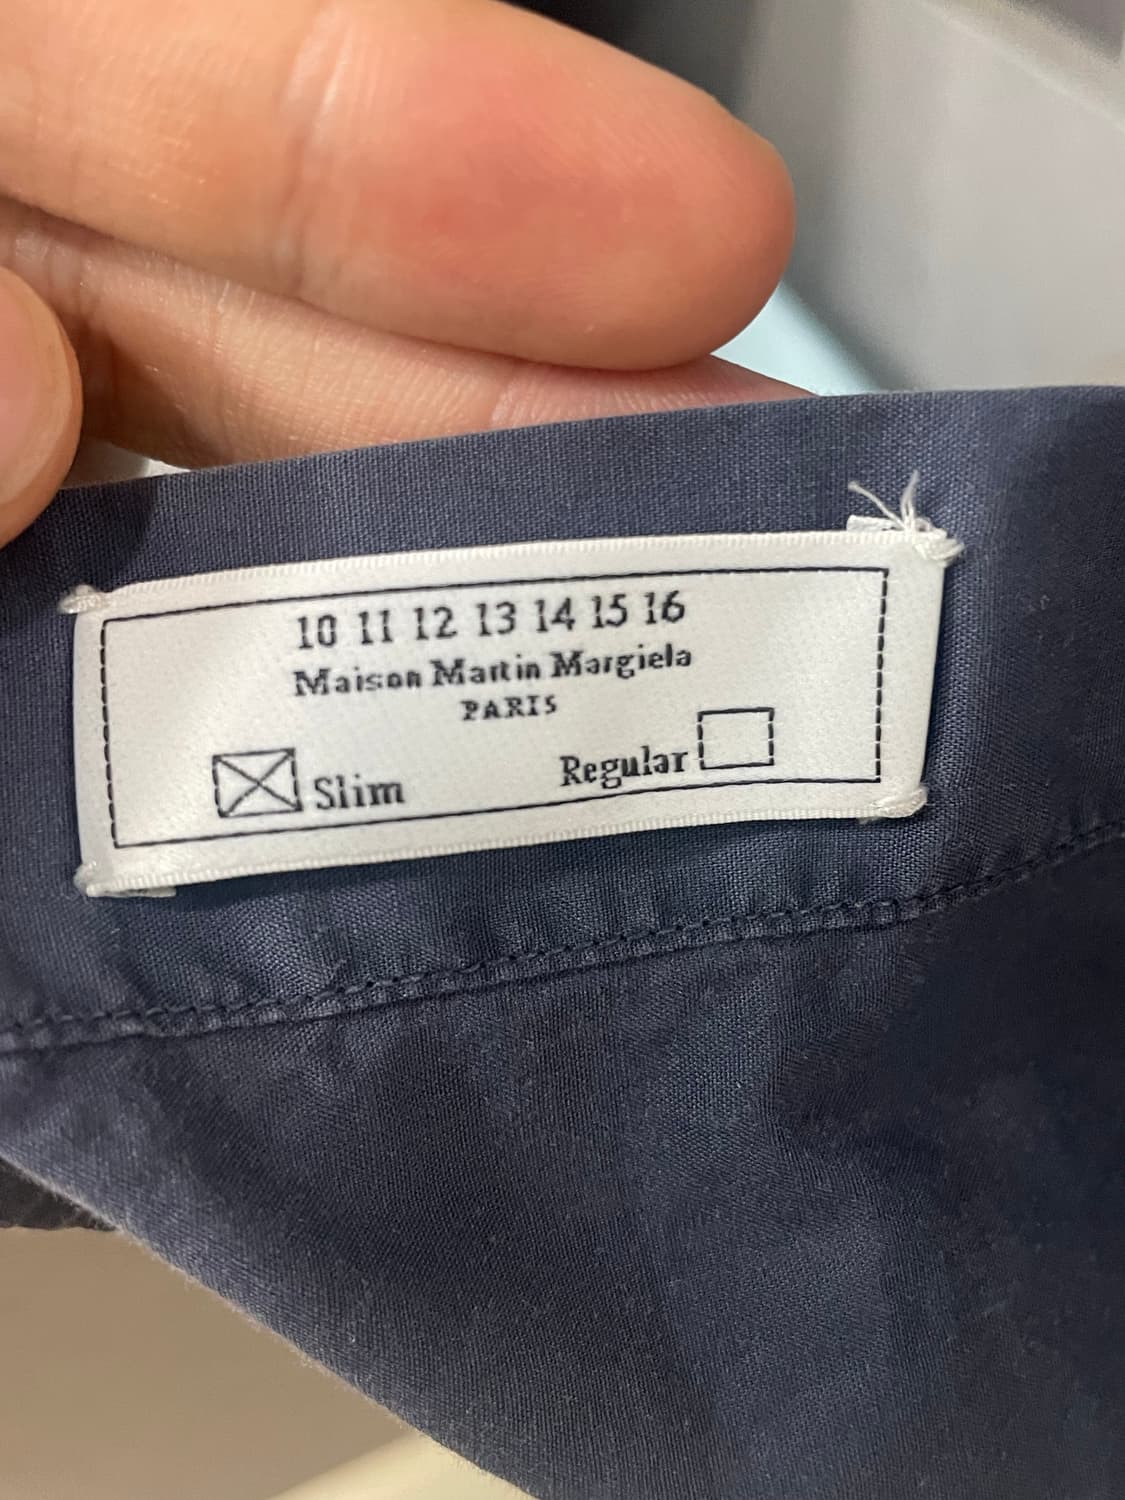 10 11 12 13 14 15 16
Maison Martin Margiela
PARIS
Slim Regular